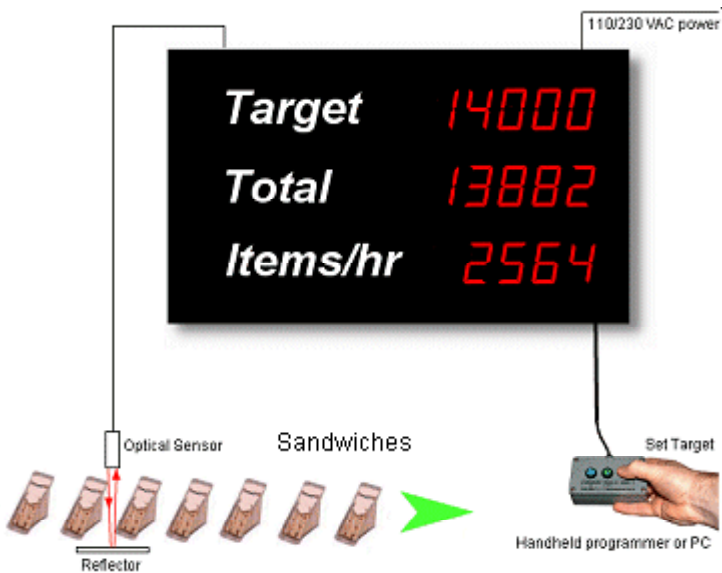 110/230 VAC power
Target 14000
Total 13882
Items/hr 2564
Optical Sensor
Sandwiches
Set Target
Handheld programmer or PC
Reflector